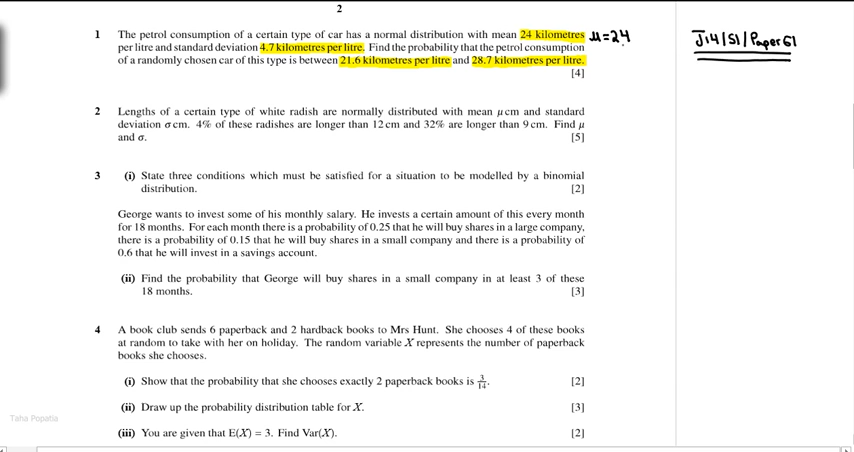 2
1 The petrol consumption of a certain type of car has a normal distribution with mean 24 kilometres μ=24
per litre and standard deviation 4.7 kilometres per litre. Find the probability that the petrol consumption
of a randomly chosen car of this type is between 21.6 kilometres per litre and 28.7 kilometres per litre.
[4]
J14/S1/Paper 61
2 Lengths of a certain type of white radish are normally distributed with mean μ cm and standard
deviation σ cm. 4% of these radishes are longer than 12 cm and 32% are longer than 9 cm. Find μ
and σ. [5]
3 (i) State three conditions which must be satisfied for a situation to be modelled by a binomial
distribution. [2]
George wants to invest some of his monthly salary. He invests a certain amount of this every month
for 18 months. For each month there is a probability of 0.25 that he will buy shares in a large company,
there is a probability of 0.15 that he will buy shares in a small company and there is a probability of
0.6 that he will invest in a savings account.
(ii) Find the probability that George will buy shares in a small company in at least 3 of these
18 months. [3]
4 A book club sends 6 paperback and 2 hardback books to Mrs Hunt. She chooses 4 of these books
at random to take with her on holiday. The random variable X represents the number of paperback
books she chooses.
(i) Show that the probability that she chooses exactly 2 paperback books is 3/14. [2]
(ii) Draw up the probability distribution table for X. [3]
Taha Popatia
(iii) You are given that E(X) = 3. Find Var(X). [2]